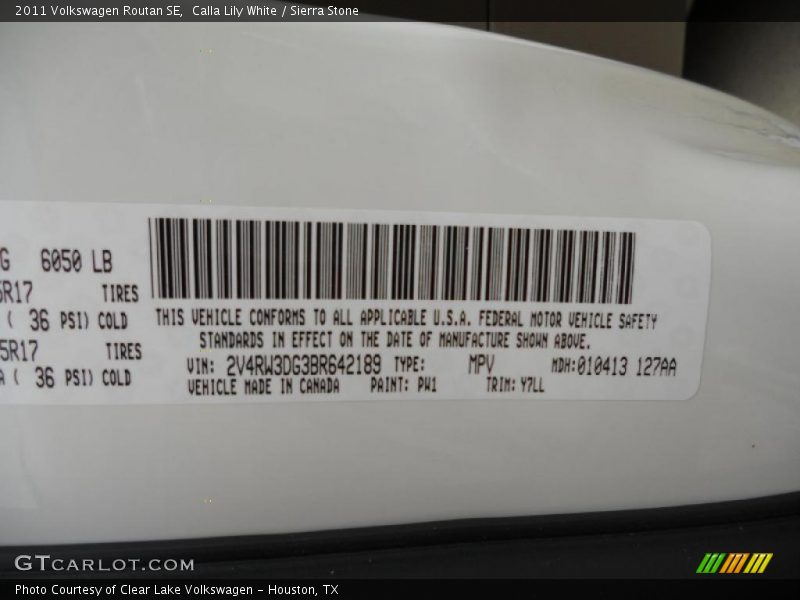 2011 Volkswagen Routan SE, Calla Lily White / Sierra Stone
G 6050 LB
5R17 TIRES
( 36 PSI) COLD
5R17 TIRES
A ( 36 PSI) COLD
THIS VEHICLE CONFORMS TO ALL APPLICABLE U.S.A. FEDERAL MOTOR VEHICLE SAFETY
STANDARDS IN EFFECT ON THE DATE OF MANUFACTURE SHOWN ABOVE.
VIN: 2V4RW3DG3BR642189 TYPE: MPV MDH:010413 127AA
VEHICLE MADE IN CANADA PAINT: PW1 TRIM: Y7LL
GTCARLOT.COM
Photo Courtesy of Clear Lake Volkswagen - Houston, TX